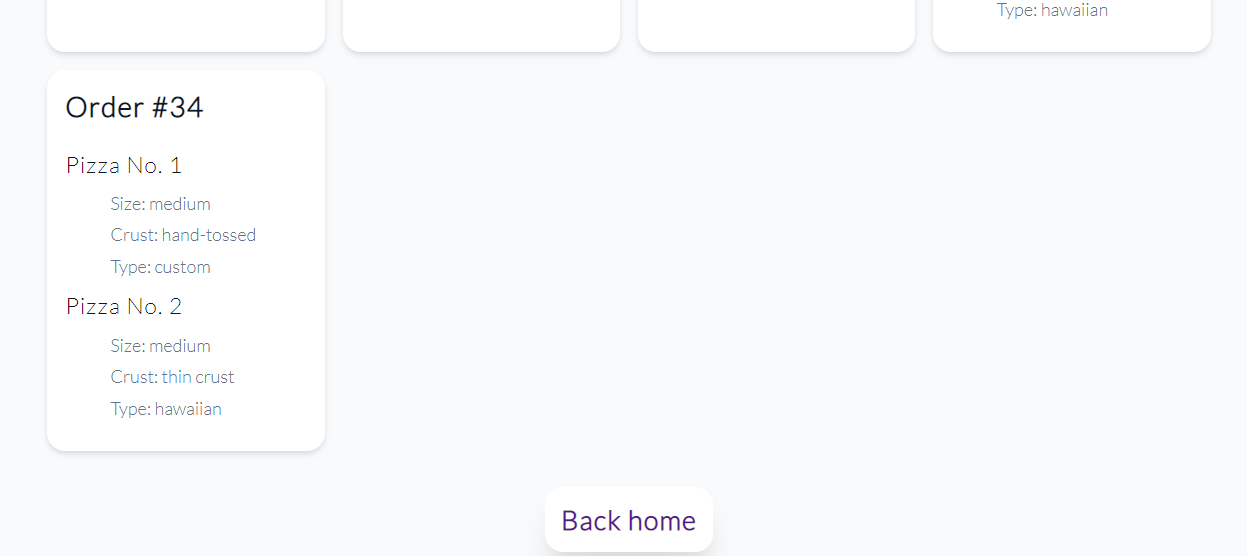 Type: hawaiian
Order #34
Pizza No. 1
Size: medium
Crust: hand-tossed
Type: custom
Pizza No. 2
Size: medium
Crust: thin crust
Type: hawaiian
Back home